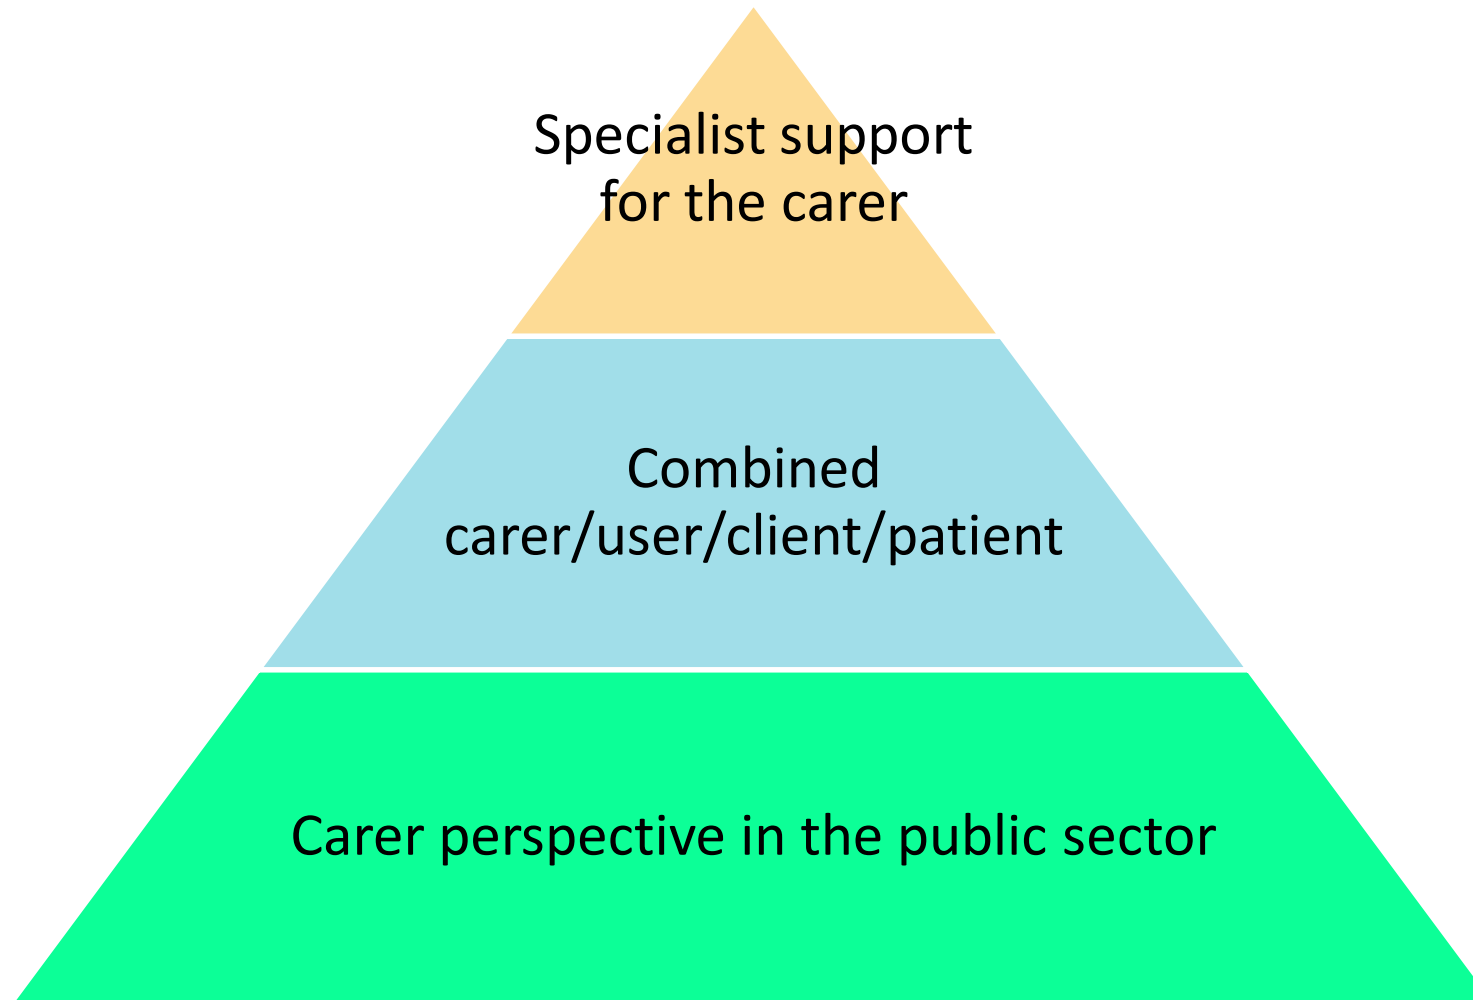 Specialist support
for the carer
Combined
carer/user/client/patient
Carer perspective in the public sector